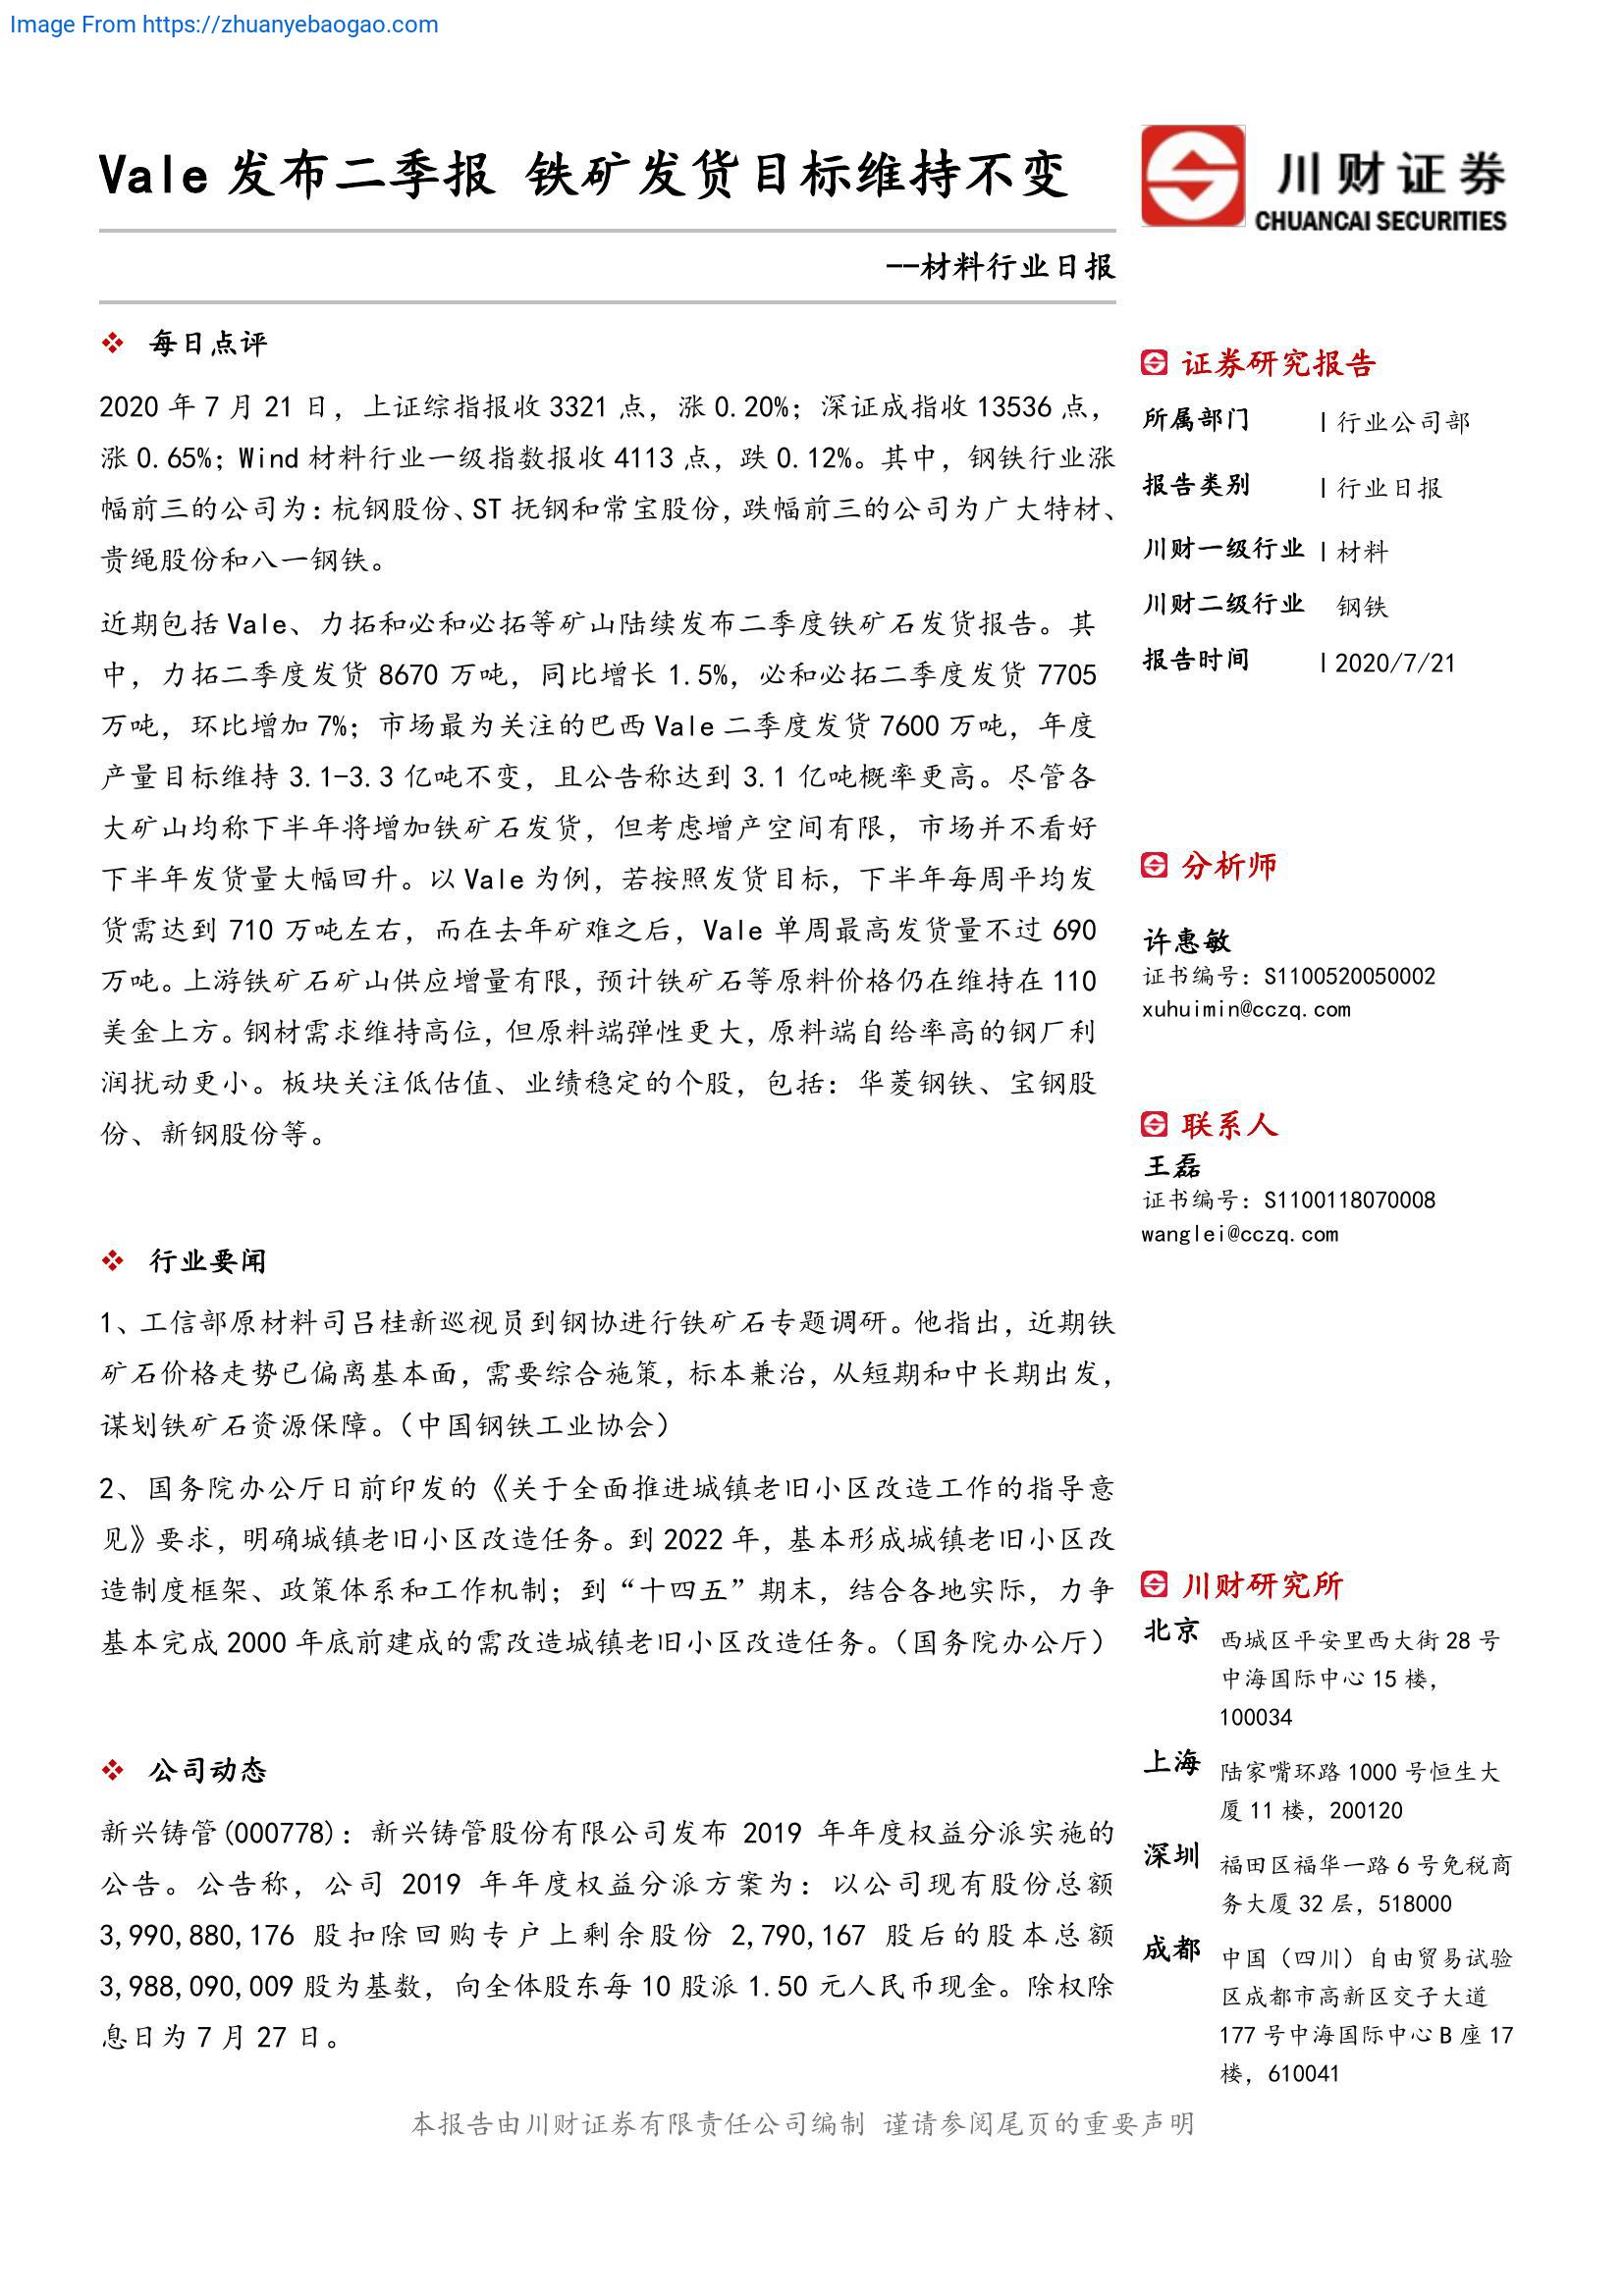 Image From https://zhuanyebaogao.com
Vale 发布二季报 铁矿发货目标维持不变
川财证券
CHUANCAI SECURITIES
--材料行业日报
❖ 每日点评
2020 年 7 月 21 日，上证综指报收 3321 点，涨 0.20%；深证成指收 13536 点，
涨 0.65%；Wind 材料行业一级指数报收 4113 点，跌 0.12%。其中，钢铁行业涨
幅前三的公司为：杭钢股份、ST 抚钢和常宝股份，跌幅前三的公司为广大特材、
贵绳股份和八一钢铁。
近期包括 Vale、力拓和必和必拓等矿山陆续发布二季度铁矿石发货报告。其
中，力拓二季度发货 8670 万吨，同比增长 1.5%，必和必拓二季度发货 7705
万吨，环比增加 7%；市场最为关注的巴西 Vale 二季度发货 7600 万吨，年度
产量目标维持 3.1-3.3 亿吨不变，且公告称达到 3.1 亿吨概率更高。尽管各
大矿山均称下半年将增加铁矿石发货，但考虑增产空间有限，市场并不看好
下半年发货量大幅回升。以 Vale 为例，若按照发货目标，下半年每周平均发
货需达到 710 万吨左右，而在去年矿难之后，Vale 单周最高发货量不过 690
万吨。上游铁矿石矿山供应增量有限，预计铁矿石等原料价格仍在维持在 110
美金上方。钢材需求维持高位，但原料端弹性更大，原料端自给率高的钢厂利
润扰动更小。板块关注低估值、业绩稳定的个股，包括：华菱钢铁、宝钢股
份、新钢股份等。
❖ 行业要闻
1、工信部原材料司吕桂新巡视员到钢协进行铁矿石专题调研。他指出，近期铁
矿石价格走势已偏离基本面，需要综合施策，标本兼治，从短期和中长期出发，
谋划铁矿石资源保障。（中国钢铁工业协会）
2、国务院办公厅日前印发的《关于全面推进城镇老旧小区改造工作的指导意
见》要求，明确城镇老旧小区改造任务。到 2022 年，基本形成城镇老旧小区改
造制度框架、政策体系和工作机制；到“十四五”期末，结合各地实际，力争
基本完成 2000 年底前建成的需改造城镇老旧小区改造任务。（国务院办公厅）
❖ 公司动态
新兴铸管(000778)：新兴铸管股份有限公司发布 2019 年年度权益分派实施的
公告。公告称，公司 2019 年年度权益分派方案为：以公司现有股份总额
3,990,880,176 股扣除回购专户上剩余股份 2,790,167 股后的股本总额
3,988,090,009 股为基数，向全体股东每 10 股派 1.50 元人民币现金。除权除
息日为 7 月 27 日。
证券研究报告
所属部门 | 行业公司部
报告类别 | 行业日报
川财一级行业 | 材料
川财二级行业 钢铁
报告时间 | 2020/7/21
分析师
许惠敏
证书编号：S1100520050002
xuhuimin@cczq.com
联系人
王磊
证书编号：S1100118070008
wanglei@cczq.com
川财研究所
北京 西城区平安里西大街 28 号
中海国际中心 15 楼，
100034
上海 陆家嘴环路 1000 号恒生大
厦 11 楼，200120
深圳 福田区福华一路 6 号免税商
务大厦 32 层，518000
成都 中国（四川）自由贸易试验
区成都市高新区交子大道
177 号中海国际中心 B 座 17
楼，610041
本报告由川财证券有限责任公司编制 谨请参阅尾页的重要声明